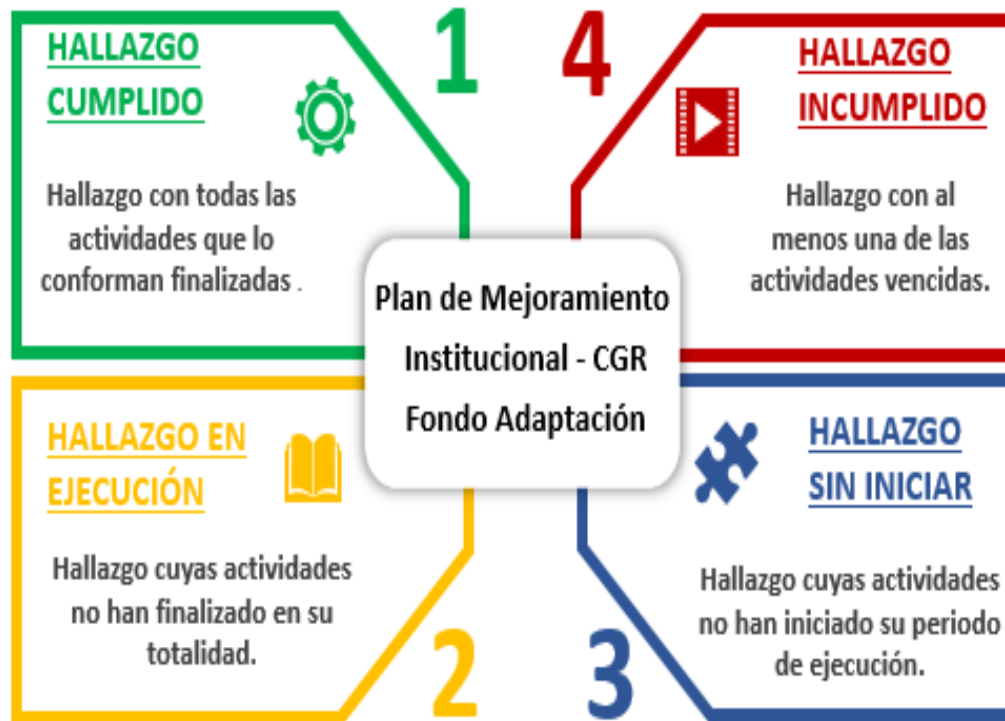 1
HALLAZGO
CUMPLIDO
Hallazgo con todas las
actividades que lo
conforman finalizadas .
4
HALLAZGO
INCUMPLIDO
Hallazgo con al
menos una de las
actividades vencidas.
Plan de Mejoramiento
Institucional - CGR
Fondo Adaptación
HALLAZGO EN
EJECUCIÓN
Hallazgo cuyas actividades
no han finalizado en su
totalidad.
2
HALLAZGO
SIN INICIAR
Hallazgo cuyas actividades
no han iniciado su periodo
de ejecución.
3